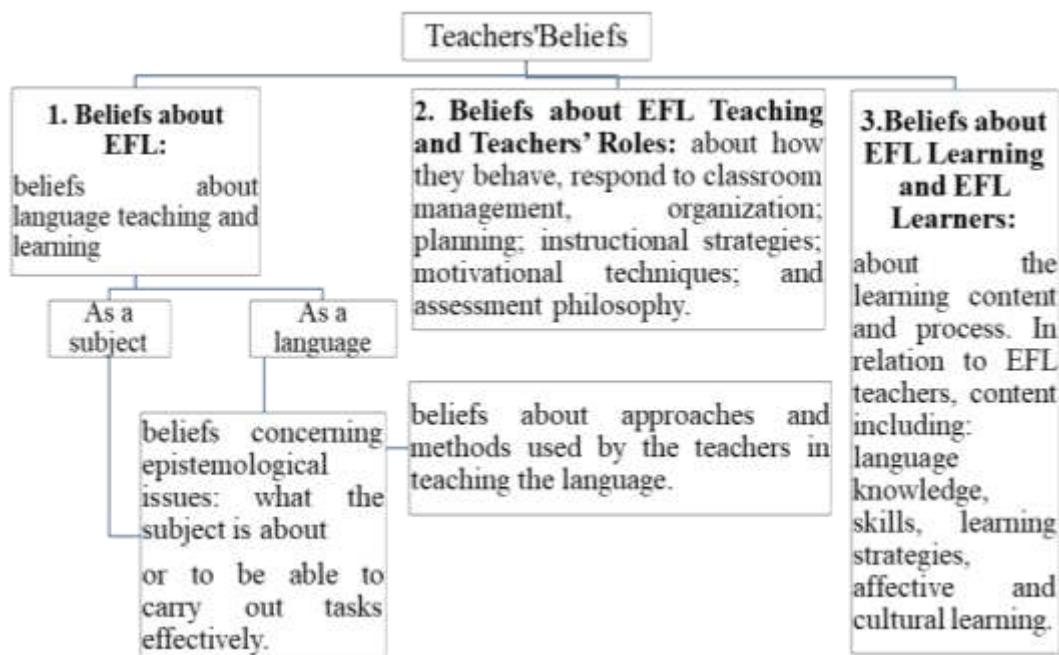 Teachers'Beliefs
1. Beliefs about
EFL:
beliefs about
language teaching and
learning
2. Beliefs about EFL Teaching
and Teachers’ Roles: about how
they behave, respond to classroom
management, organization;
planning; instructional strategies;
motivational techniques; and
assessment philosophy.
3.Beliefs about
EFL Learning
and EFL
Learners:
about the
learning content
and process. In
relation to EFL
teachers, content
including:
language
knowledge,
skills, learning
strategies,
affective and
cultural learning.
As a
subject
As a
language
beliefs concerning
epistemological
issues: what the
subject is about
or to be able to
carry out tasks
effectively.
beliefs about approaches and
methods used by the teachers in
teaching the language.